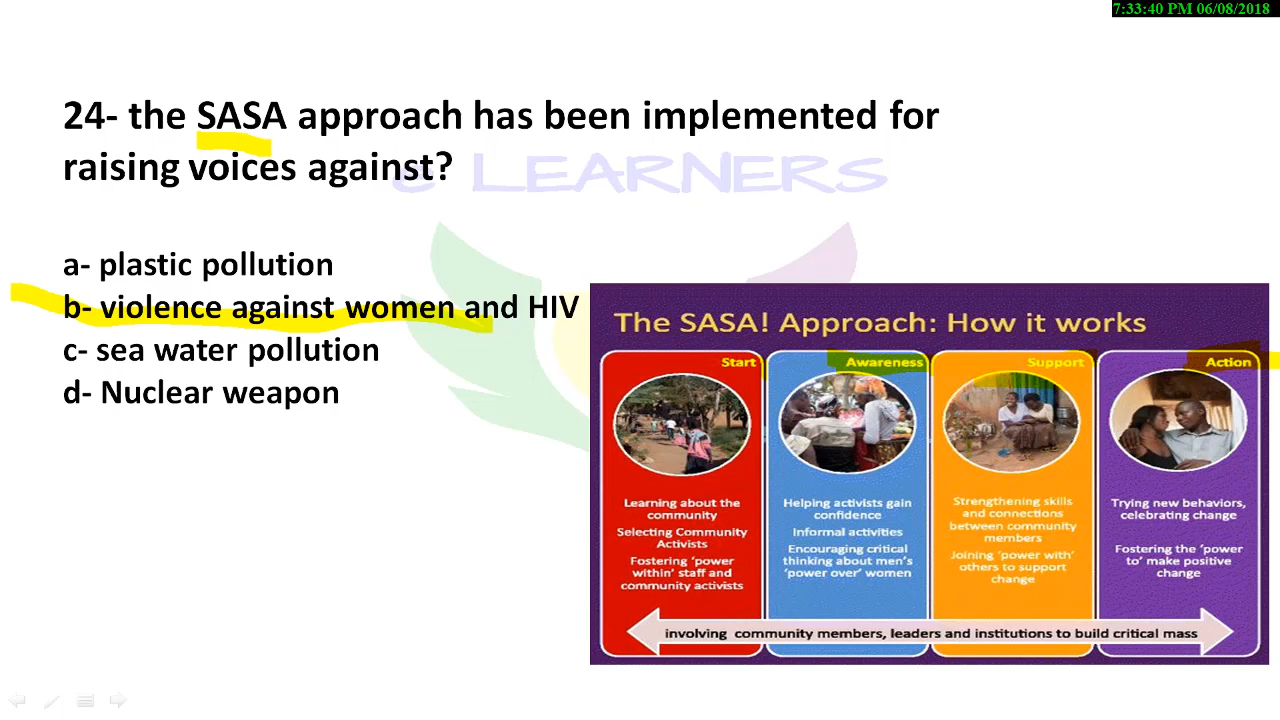 7:33:40 PM 06/08/2018
24- the SASA approach has been implemented for
raising voices against?
e LEARNERS
a- plastic pollution
b- violence against women and HIV
c- sea water pollution
d- Nuclear weapon
The SASA! Approach: How it works
Start
Learning about the
community
Selecting Community
Activists
Fostering ‘power
within’ staff and
community activists
Awareness
Helping activists gain
confidence
Informal activities
Encouraging critical
thinking about men’s
‘power over’ women
Support
Strengthening skills
and connections
between community
members
Joining ‘power with’
others to support
change
Action
Trying new behaviors,
celebrating change
Fostering the ‘power
to’ make positive
change
involving community members, leaders and institutions to build critical mass